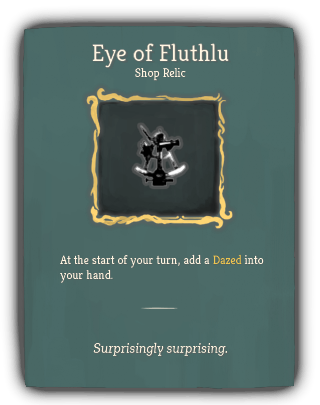 Eye of Fluthlu
Shop Relic
At the start of your turn, add a Dazed into
your hand.
Surprisingly surprising.